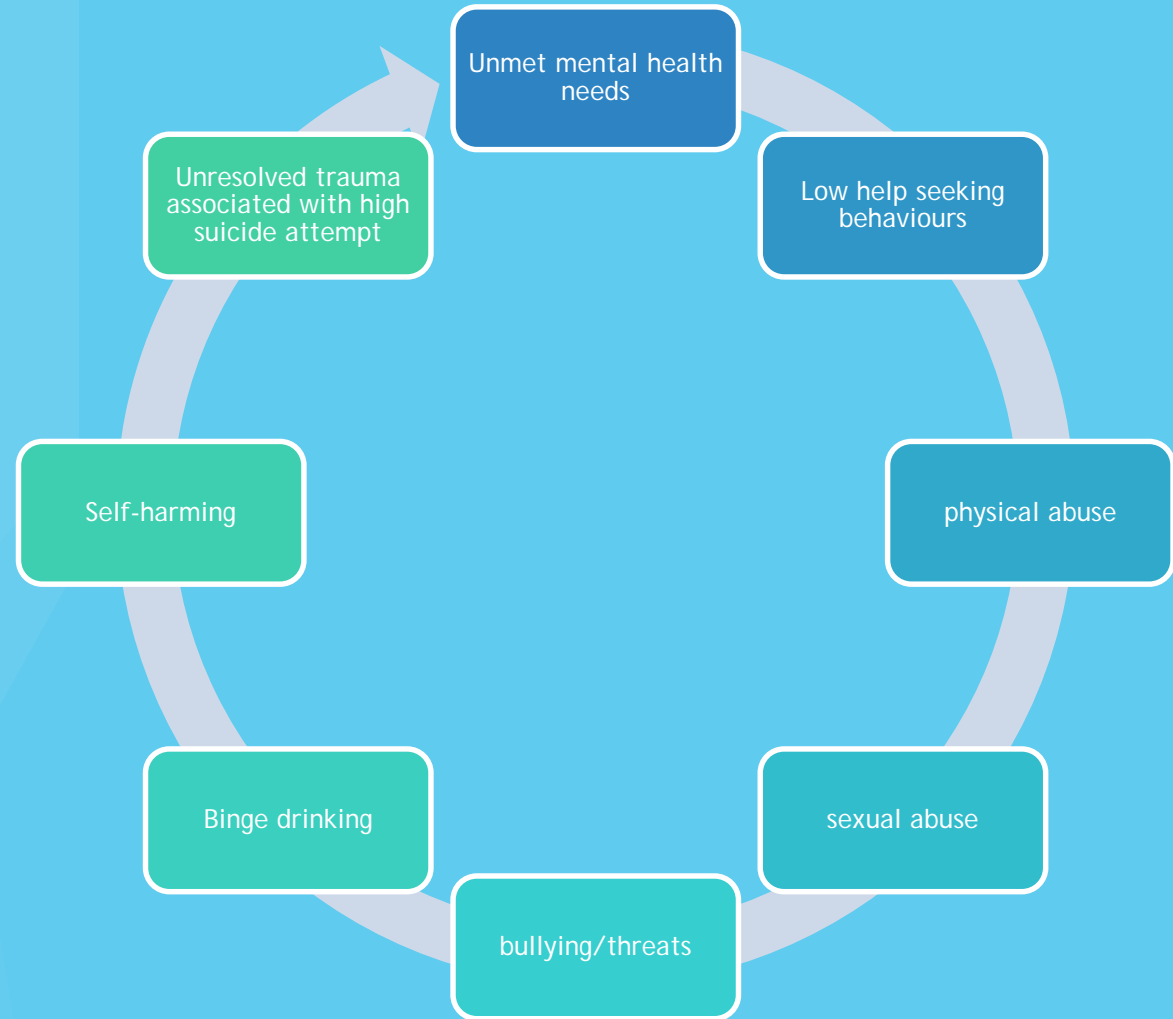 Unmet mental health
needs
Low help seeking
behaviours
physical abuse
sexual abuse
bullying/threats
Binge drinking
Self-harming
Unresolved trauma
associated with high
suicide attempt